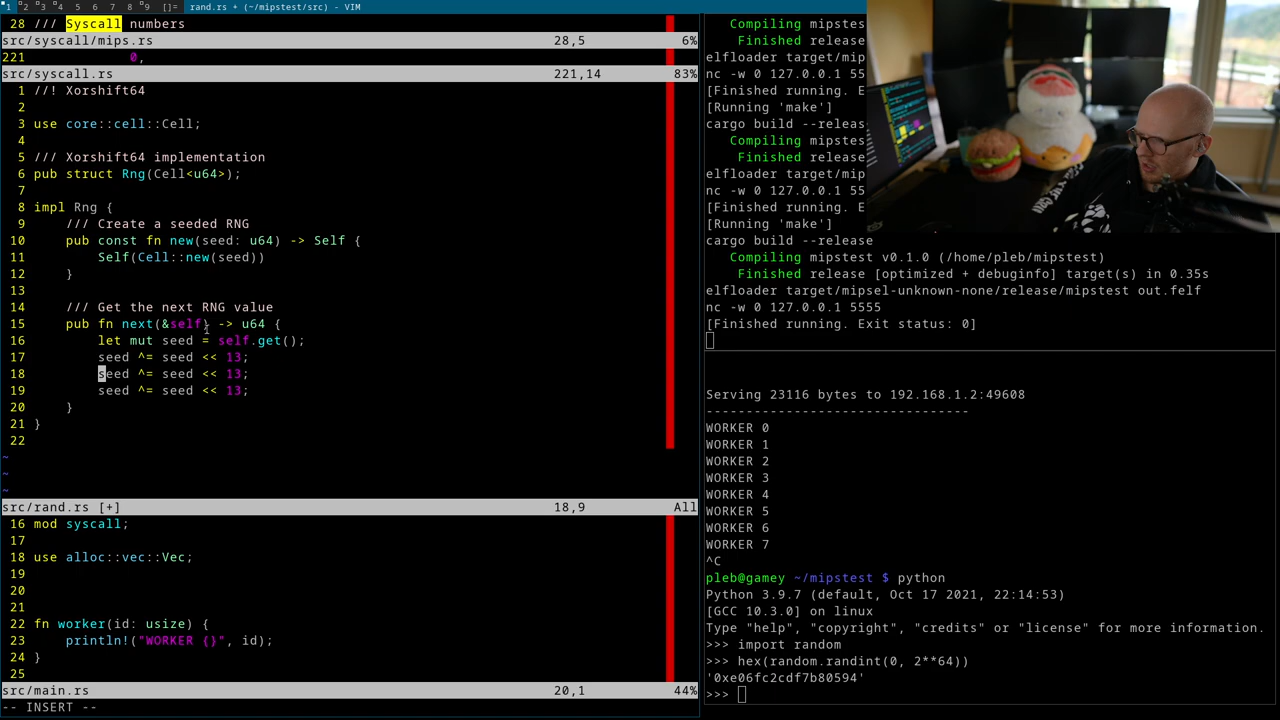 1 2 3 4 5 6 7 8 9 []= rand.rs + (~/mipstest/src) - VIM
28 /// Syscall numbers
src/syscall/mips.rs 28,5 6%
221 0,
src/syscall.rs 221,14 83%
1 //! Xorshift64
2
3 use core::cell::Cell;
4
5 /// Xorshift64 implementation
6 pub struct Rng(Cell<u64>);
7
8 impl Rng {
9 /// Create a seeded RNG
10 pub const fn new(seed: u64) -> Self {
11 Self(Cell::new(seed))
12 }
13
14 /// Get the next RNG value
15 pub fn next(&self) -> u64 {
16 let mut seed = self.get();
17 seed ^= seed << 13;
18 seed ^= seed << 13;
19 seed ^= seed << 13;
20 }
21 }
22
~
~
~
src/rand.rs [+] 18,9 All
16 mod syscall;
17
18 use alloc::vec::Vec;
19
20
21
22 fn worker(id: usize) {
23 println!("WORKER {}", id);
24 }
25
src/main.rs 20,1 44%
-- INSERT --
Compiling mipstes
Finished release
elfloader target/mip
nc -w 0 127.0.0.1 55
[Finished running. E
[Running 'make']
cargo build --releas
Compiling mipstes
Finished release
elfloader target/mip
nc -w 0 127.0.0.1 55
[Finished running. E
[Running 'make']
cargo build --release
Compiling mipstest v0.1.0 (/home/pleb/mipstest)
Finished release [optimized + debuginfo] target(s) in 0.35s
elfloader target/mipsel-unknown-none/release/mipstest out.felf
nc -w 0 127.0.0.1 5555
[Finished running. Exit status: 0]
Serving 23116 bytes to 192.168.1.2:49608
--------------------------------
WORKER 0
WORKER 1
WORKER 2
WORKER 3
WORKER 4
WORKER 5
WORKER 6
WORKER 7
^C
pleb@gamey ~/mipstest $ python
Python 3.9.7 (default, Oct 17 2021, 22:14:53)
[GCC 10.3.0] on linux
Type "help", "copyright", "credits" or "license" for more information.
>>> import random
>>> hex(random.randint(0, 2**64))
'0xe06fc2cdf7b80594'
>>>